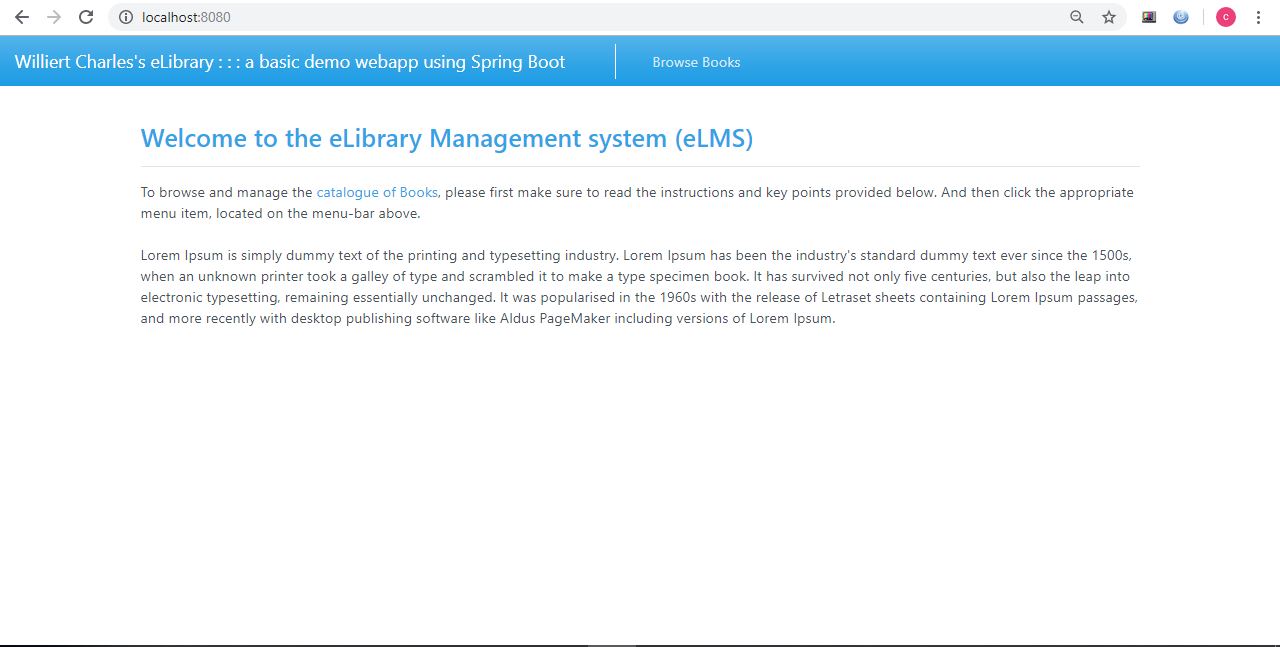 localhost:8080
c
Williert Charles's eLibrary : : : a basic demo webapp using Spring Boot
Browse Books
Welcome to the eLibrary Management system (eLMS)
To browse and manage the catalogue of Books, please first make sure to read the instructions and key points provided below. And then click the appropriate
menu item, located on the menu-bar above.
Lorem Ipsum is simply dummy text of the printing and typesetting industry. Lorem Ipsum has been the industry's standard dummy text ever since the 1500s,
when an unknown printer took a galley of type and scrambled it to make a type specimen book. It has survived not only five centuries, but also the leap into
electronic typesetting, remaining essentially unchanged. It was popularised in the 1960s with the release of Letraset sheets containing Lorem Ipsum passages,
and more recently with desktop publishing software like Aldus PageMaker including versions of Lorem Ipsum.